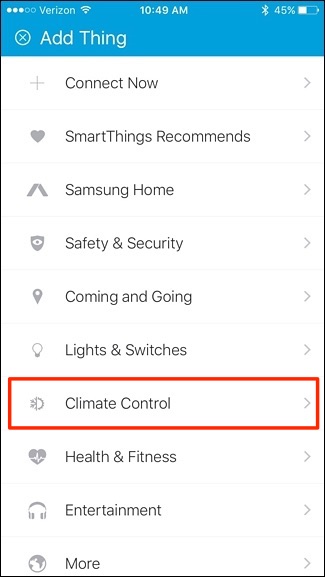 Verizon 10:49 AM 45%
Add Thing
Connect Now
SmartThings Recommends
Samsung Home
Safety & Security
Coming and Going
Lights & Switches
Climate Control
Health & Fitness
Entertainment
More